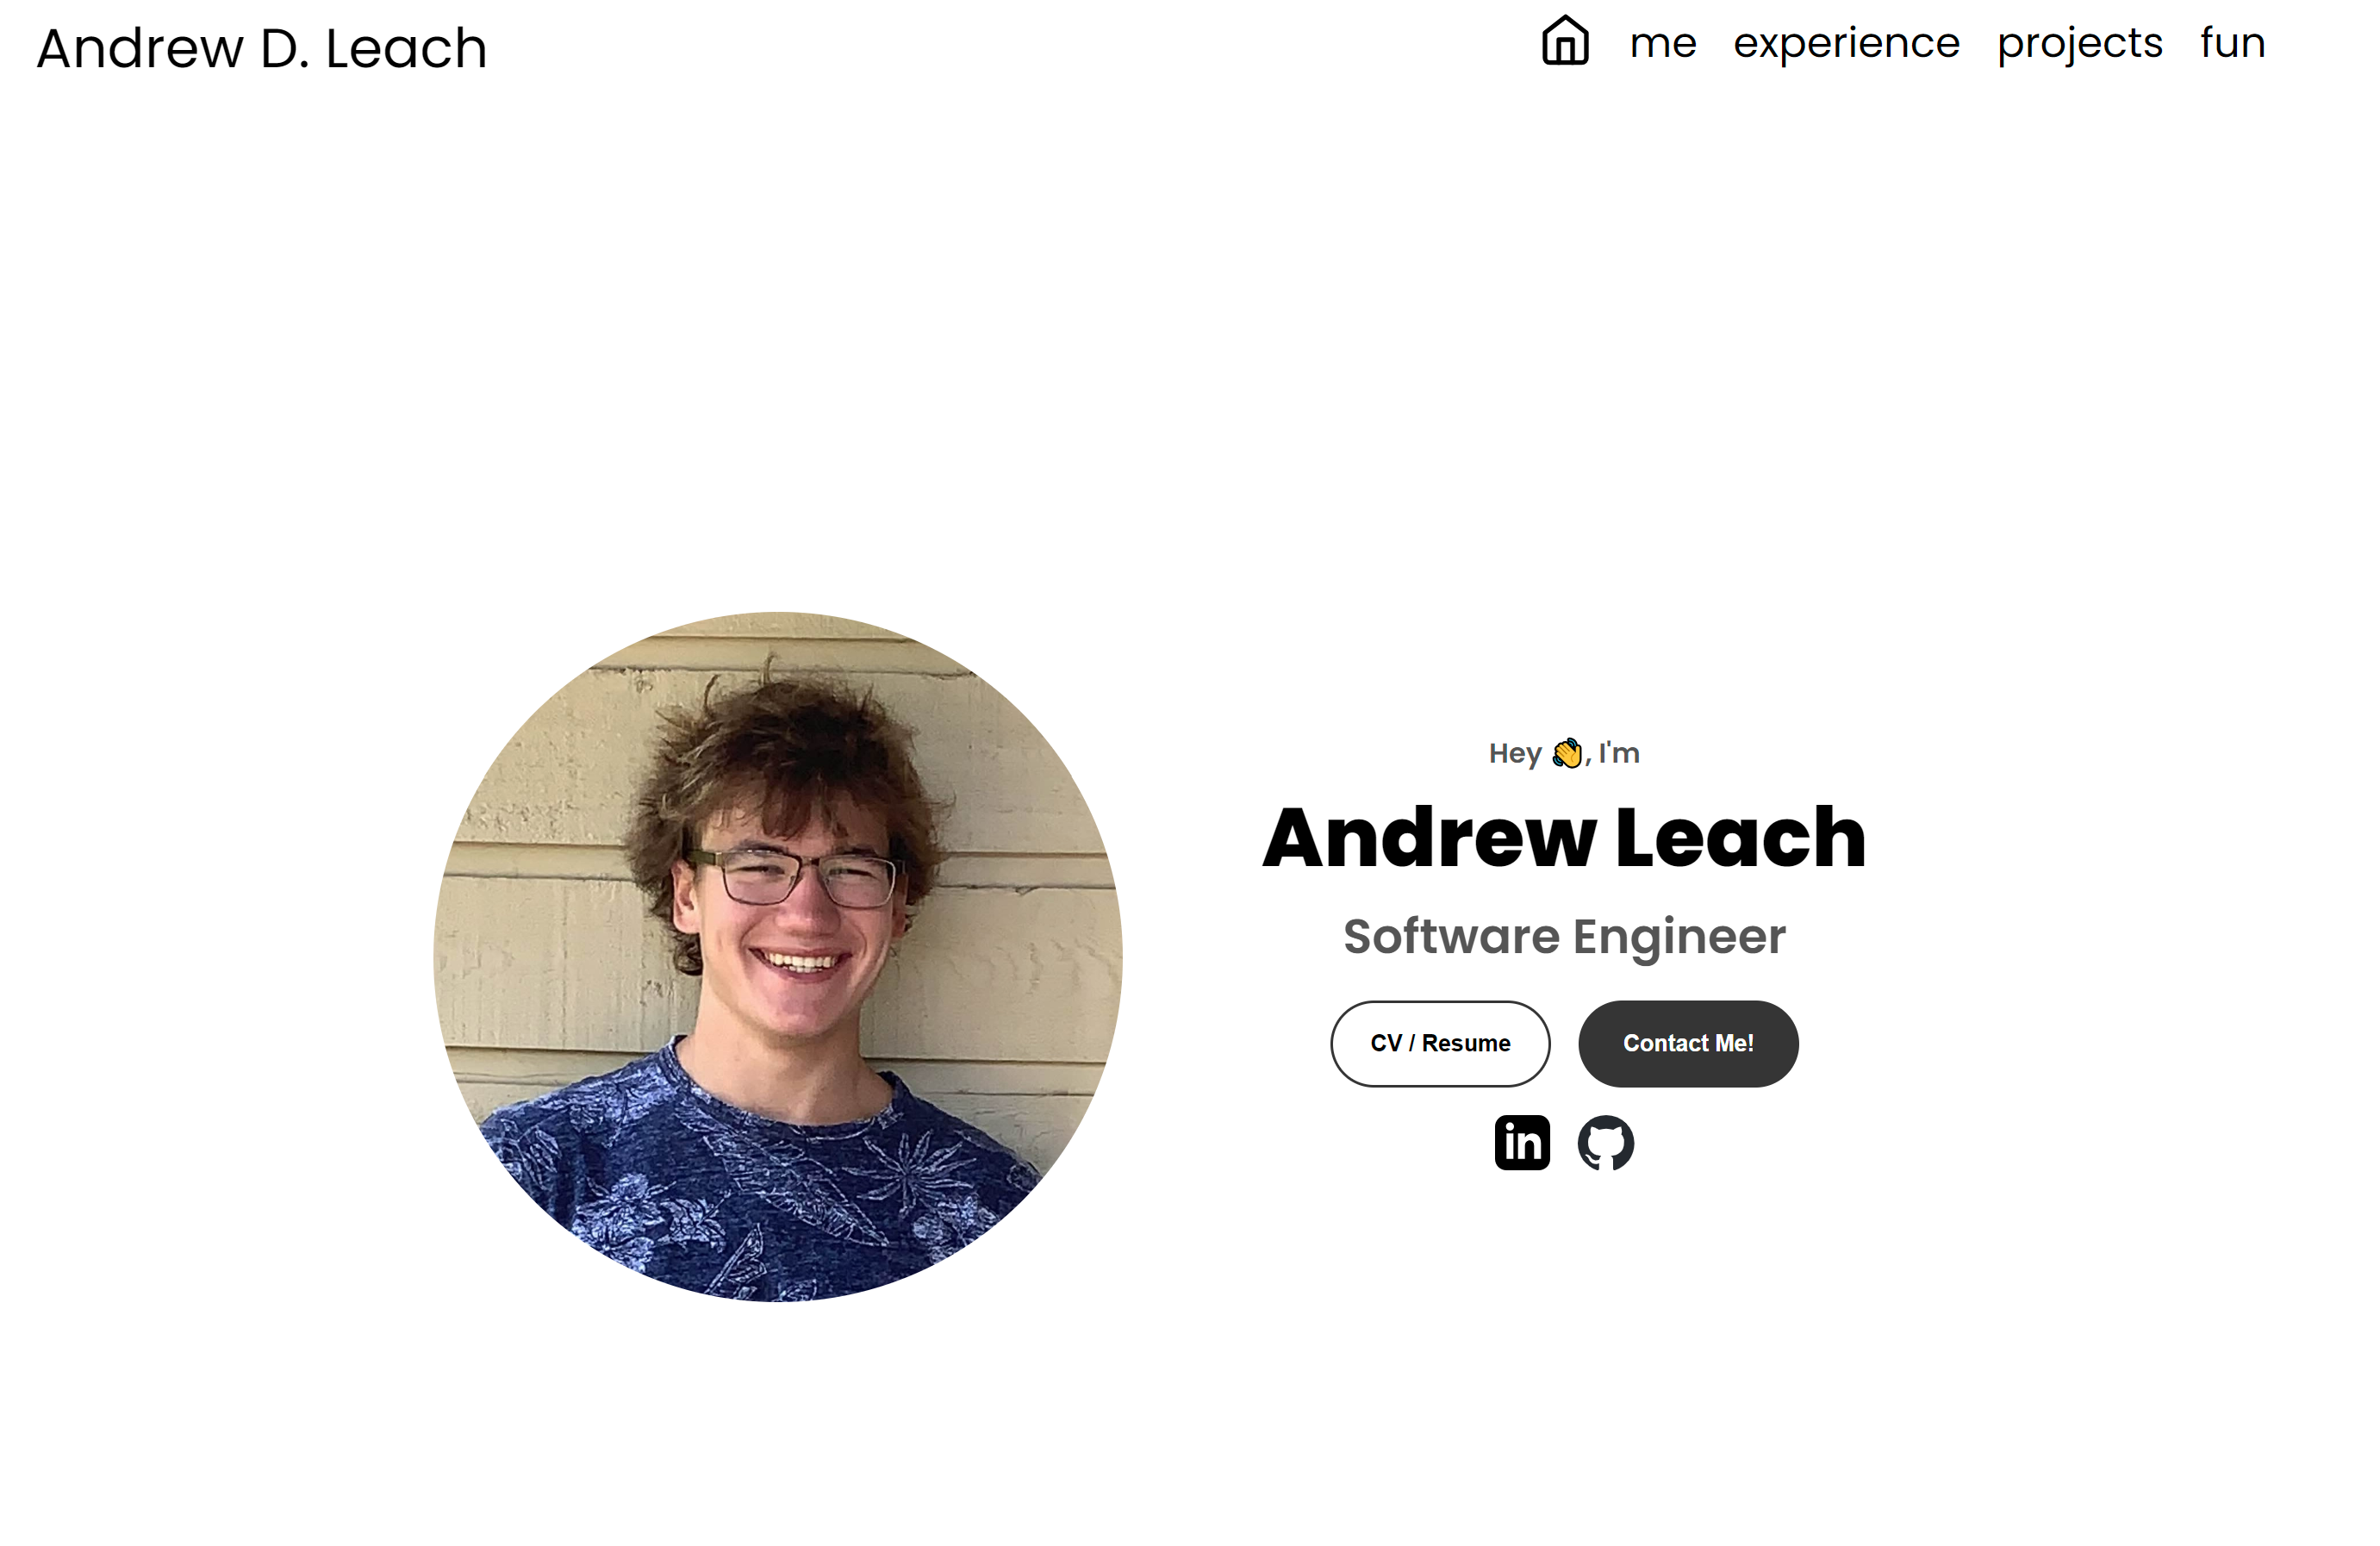 Andrew D. Leach
me experience projects fun
Hey 👋, I'm
Andrew Leach
Software Engineer
CV / Resume Contact Me!
in